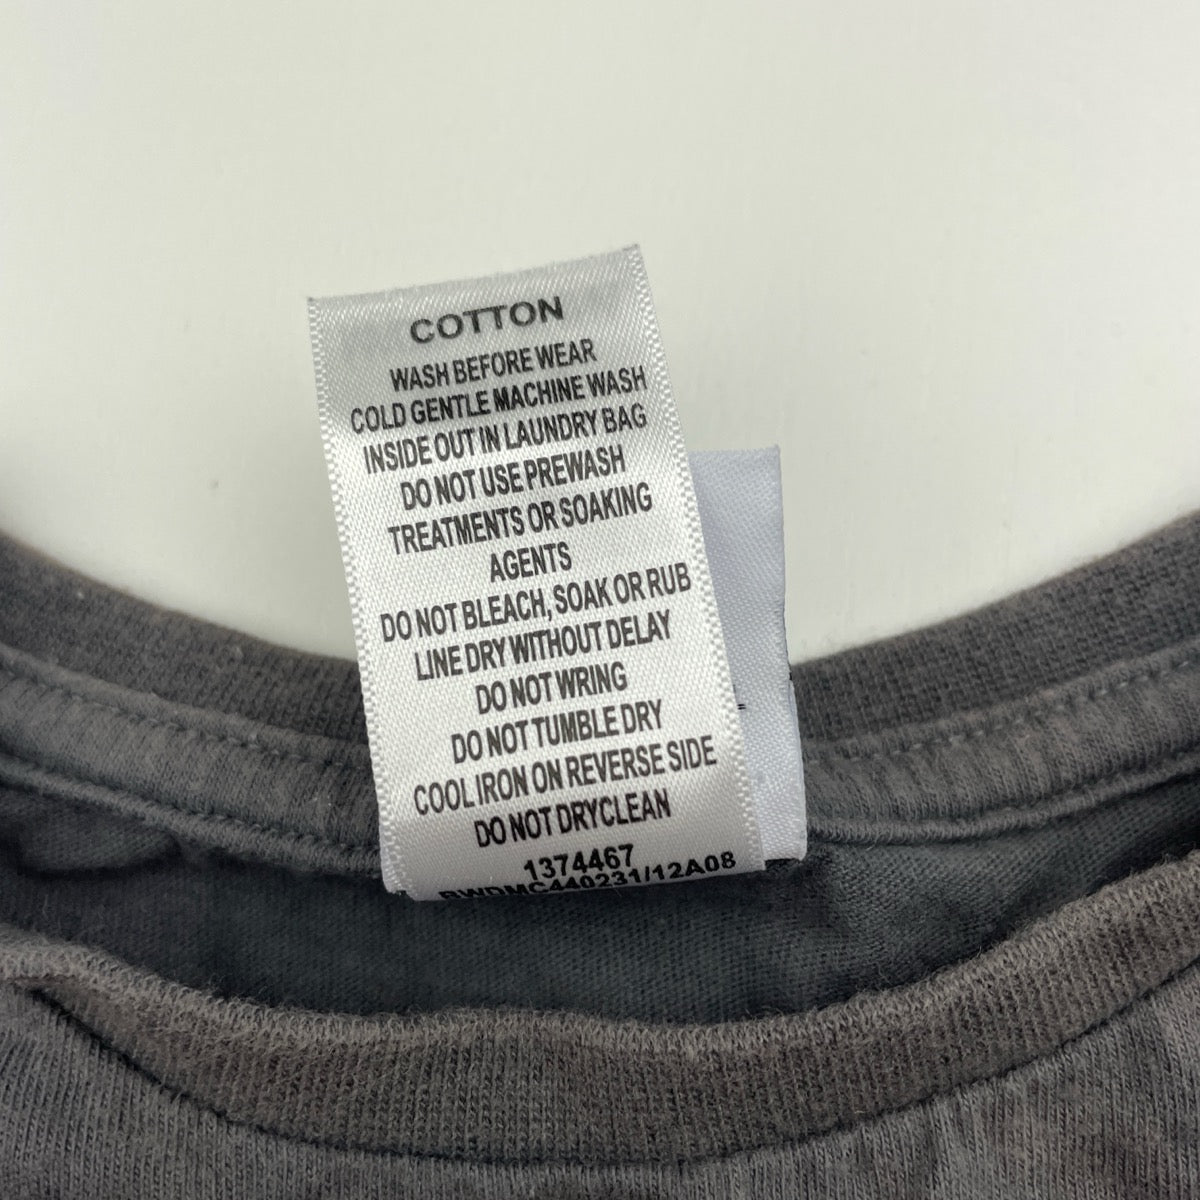 COTTON
WASH BEFORE WEAR
COLD GENTLE MACHINE WASH
INSIDE OUT IN LAUNDRY BAG
DO NOT USE PREWASH
TREATMENTS OR SOAKING
AGENTS
DO NOT BLEACH, SOAK OR RUB
LINE DRY WITHOUT DELAY
DO NOT WRING
DO NOT TUMBLE DRY
COOL IRON ON REVERSE SIDE
DO NOT DRYCLEAN
1374467
RWDMC440231/12A08